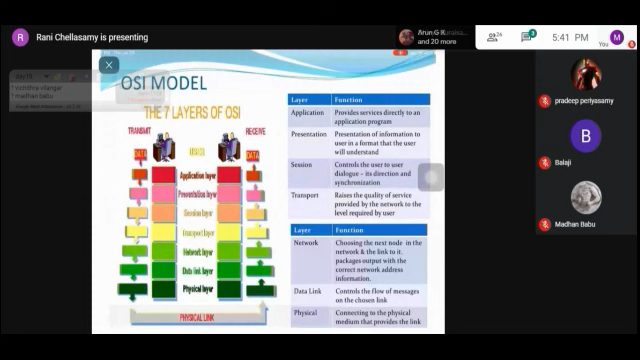 R
Rani Chellasamy is presenting
Arun.G
and 20 more
26
3
5:41 PM
You
M
day15
* madhan babu
OSI MODEL
THE 7 LAYERS OF OSI
TRANSMIT
RECEIVE
DATA
USER
DATA
Application layer
Presentation layer
Session layer
Transport layer
Network layer
Data link layer
Physical layer
PHYSICAL LINK
Layer Function
Application Provides services directly to an
application program
Presentation Presentation of information to
user in a format that the user
will understand
Session Controls the user to user
dialogue – its direction and
synchronization
Transport Raises the quality of service
provided by the network to the
level required by user
Layer Function
Network Choosing the next node in the
network & the link to it.
packages output with the
correct network address
information.
Data Link Controls the flow of messages
on the chosen link
Physical Connecting to the physical
medium that provides the link
pradeep periyasamy
B
Balaji
Madhan Babu